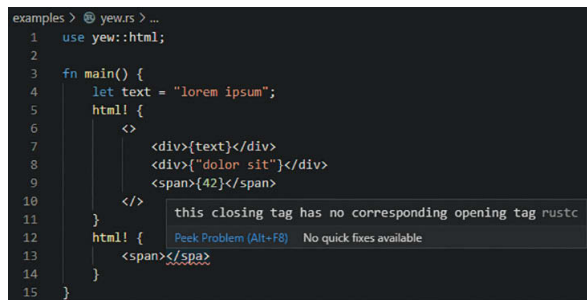 examples > yew.rs > ...
1 use yew::html;
2
3 fn main() {
4 let text = "lorem ipsum";
5 html! {
6 <>
7 <div>{text}</div>
8 <div>{"dolor sit"}</div>
9 <span>{42}</span>
10 </>
this closing tag has no corresponding opening tag rustc
11 }
12 html! {
Peek Problem (Alt+F8) No quick fixes available
13 <span></spa>
14 }
15 }